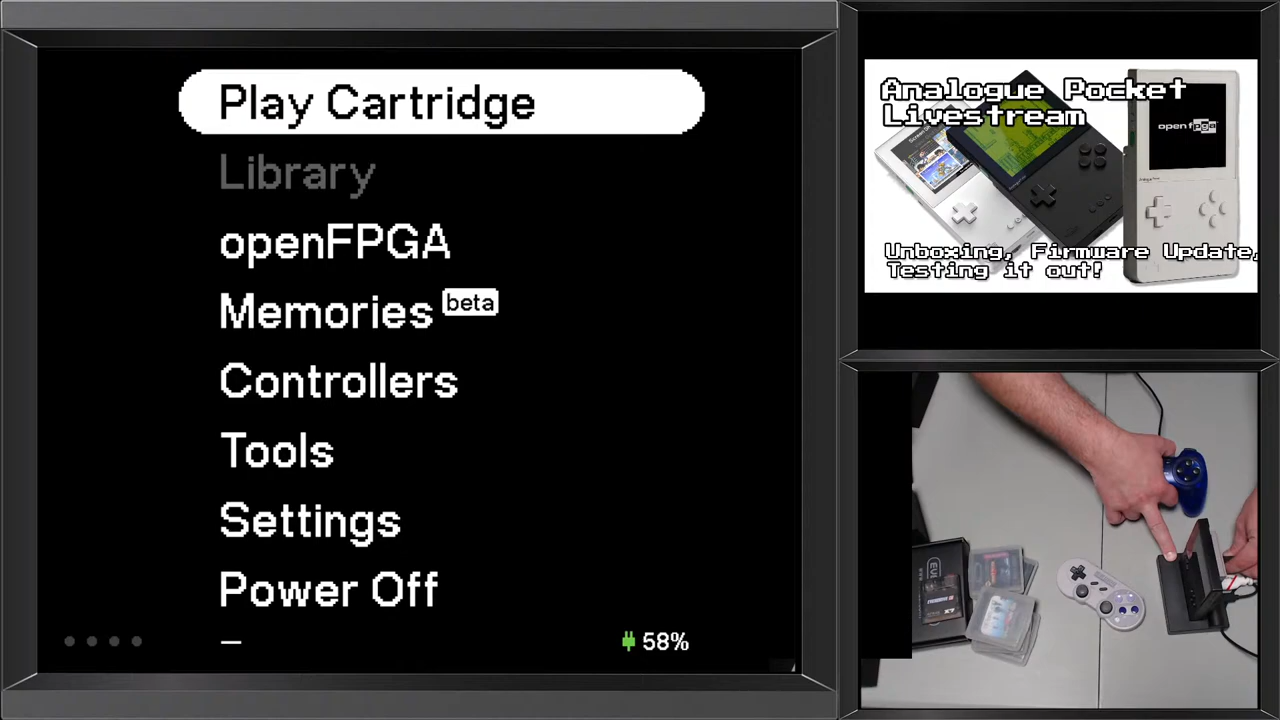 Play Cartridge
Library
openFPGA
Memories beta
Controllers
Tools
Settings
Power Off
58%
Analogue Pocket
Livestream
openfpga
Unboxing, Firmware Update,
Testing it out!